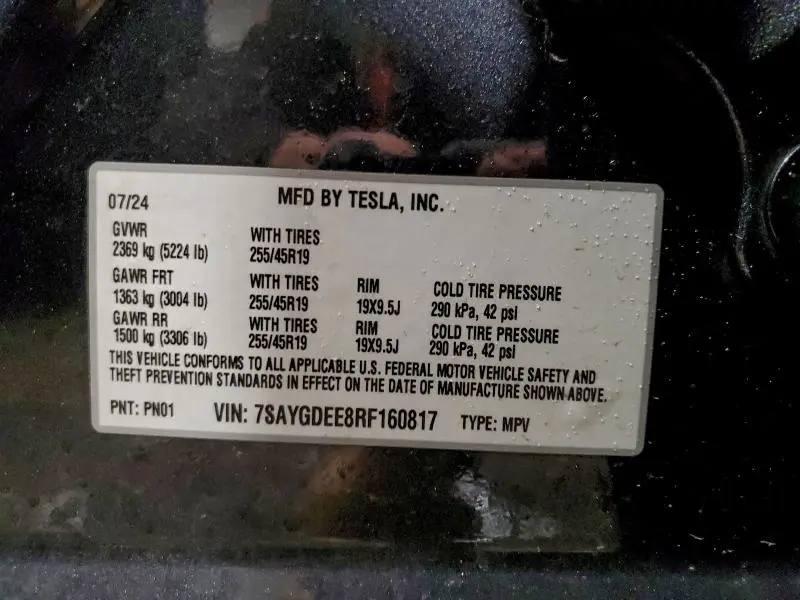 07/24 MFD BY TESLA, INC.
GVWR WITH TIRES
2369 kg (5224 lb) 255/45R19
GAWR FRT WITH TIRES RIM COLD TIRE PRESSURE
1363 kg (3004 lb) 255/45R19 19X9.5J 290 kPa, 42 psi
GAWR RR WITH TIRES RIM COLD TIRE PRESSURE
1500 kg (3306 lb) 255/45R19 19X9.5J 290 kPa, 42 psi
THIS VEHICLE CONFORMS TO ALL APPLICABLE U.S. FEDERAL MOTOR VEHICLE SAFETY AND
THEFT PREVENTION STANDARDS IN EFFECT ON THE DATE OF MANUFACTURE SHOWN ABOVE.
PNT: PN01 VIN: 7SAYGDEE8RF160817 TYPE: MPV